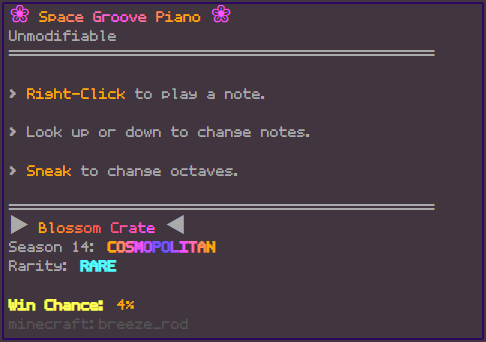 Space Groove Piano
Unmodifiable
> Right-Click to play a note.
> Look up or down to change notes.
> Sneak to change octaves.
Blossom Crate
Season 14: COSMOPOLITAN
Rarity: RARE
Win Chance: 4%
minecraft:breeze_rod